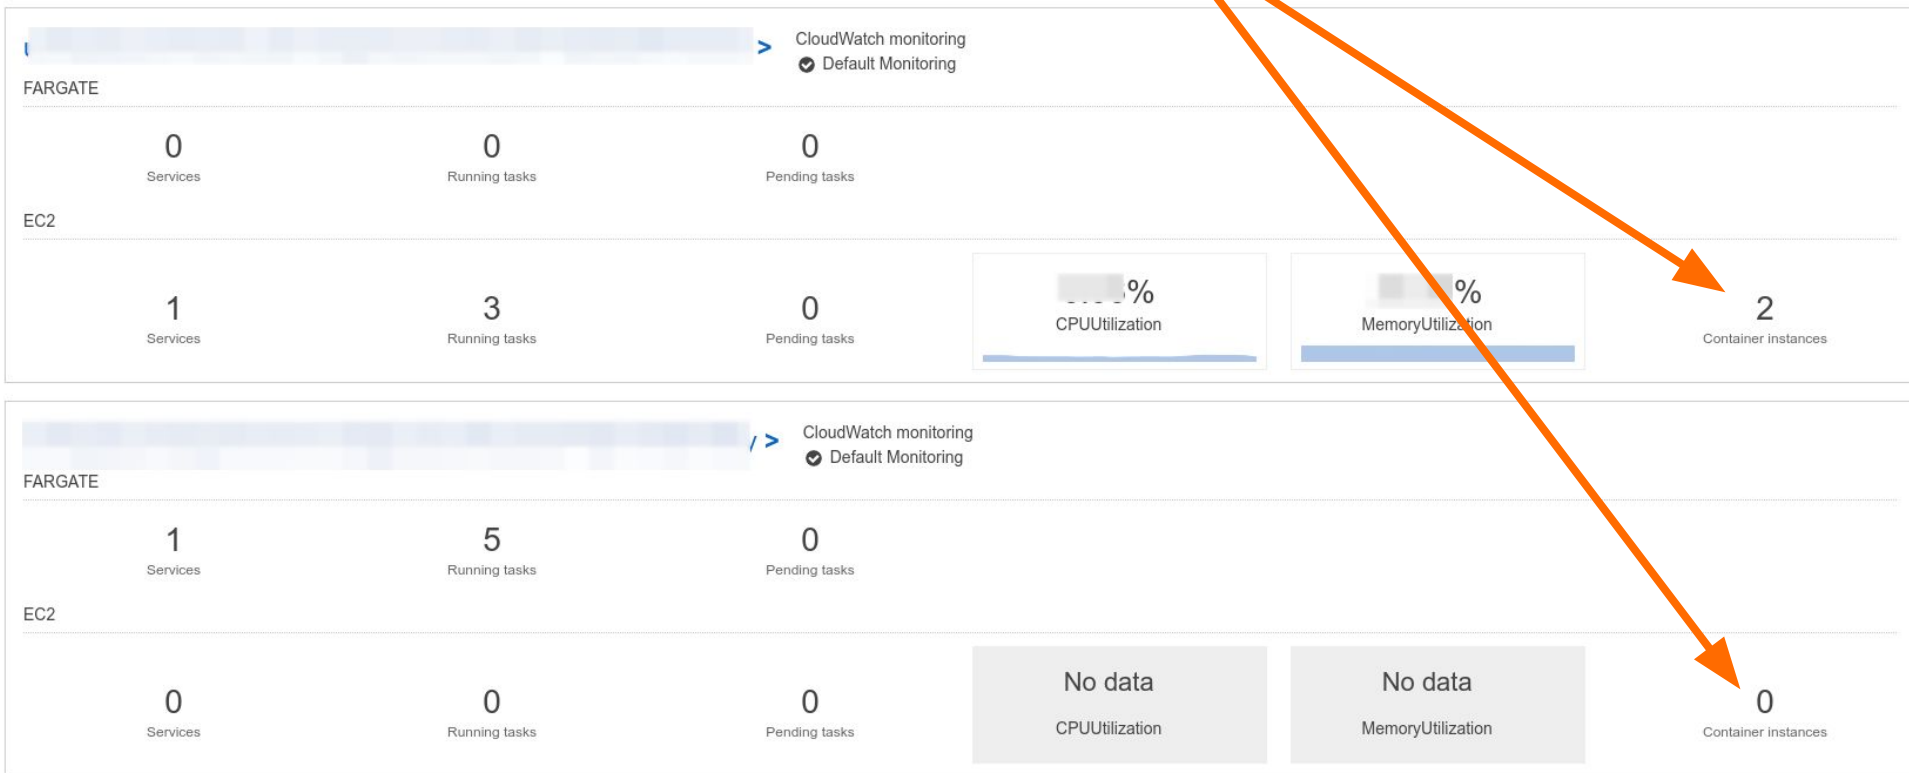 > CloudWatch monitoring
Default Monitoring
FARGATE
0 0 0
Services Running tasks Pending tasks
EC2
1 3 0 % % 2
Services Running tasks Pending tasks CPUUtilization MemoryUtilization Container instances
> CloudWatch monitoring
Default Monitoring
FARGATE
1 5 0
Services Running tasks Pending tasks
EC2
0 0 0 No data No data 0
Services Running tasks Pending tasks CPUUtilization MemoryUtilization Container instances